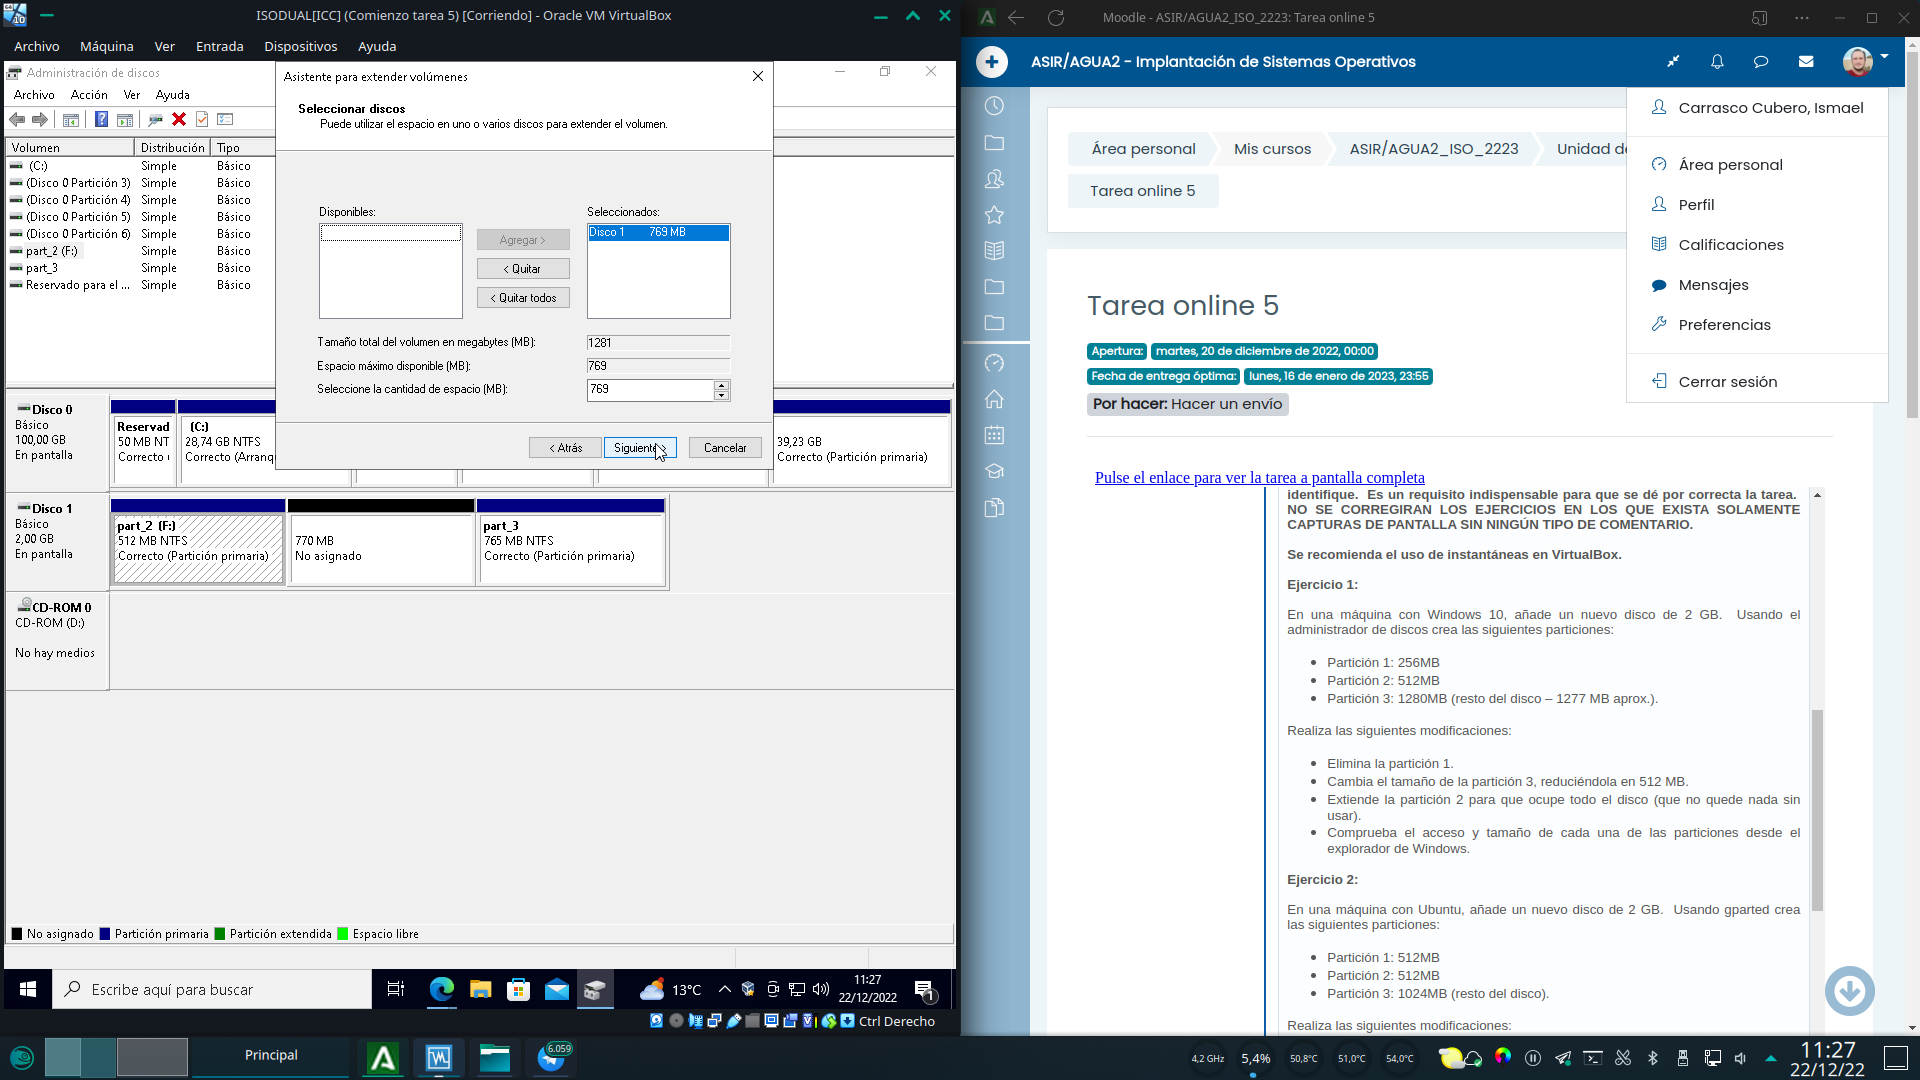 ISODUAL[ICC] (Comienzo tarea 5) [Corriendo] - Oracle VM VirtualBox
Archivo Máquina Ver Entrada Dispositivos Ayuda
Administración de discos
Archivo Acción Ver Ayuda
Volumen Distribución Tipo
(C:) Simple Básico
(Disco 0 Partición 3) Simple Básico
(Disco 0 Partición 4) Simple Básico
(Disco 0 Partición 5) Simple Básico
(Disco 0 Partición 6) Simple Básico
part_2 (F:) Simple Básico
part_3 Simple Básico
Reservado para el ... Simple Básico
Asistente para extender volúmenes
Seleccionar discos
Puede utilizar el espacio en uno o varios discos para extender el volumen.
Disponibles:
Seleccionados:
Disco 1 769 MB
Agregar >
< Quitar
< Quitar todos
Tamaño total del volumen en megabytes (MB): 1281
Espacio máximo disponible (MB): 769
Seleccione la cantidad de espacio (MB): 769
< Atrás Siguiente > Cancelar
Disco 0
Básico
100,00 GB
En pantalla
Reservad
50 MB NT
Correcto
(C:)
28,74 GB NTFS
Correcto (Arranq
39,23 GB
Correcto (Partición primaria)
Disco 1
Básico
2,00 GB
En pantalla
part_2 (F:)
512 MB NTFS
Correcto (Partición primaria)
770 MB
No asignado
part_3
765 MB NTFS
Correcto (Partición primaria)
CD-ROM 0
CD-ROM (D:)
No hay medios
No asignado Partición primaria Partición extendida Espacio libre
Escribe aquí para buscar
13°C
11:27
22/12/2022
1
Ctrl Derecho
Moodle - ASIR/AGUA2_ISO_2223: Tarea online 5
ASIR/AGUA2 - Implantación de Sistemas Operativos
Carrasco Cubero, Ismael
Área personal
Perfil
Calificaciones
Mensajes
Preferencias
Cerrar sesión
Área personal Mis cursos ASIR/AGUA2_ISO_2223 Unidad de
Tarea online 5
Tarea online 5
Apertura: martes, 20 de diciembre de 2022, 00:00
Fecha de entrega óptima: lunes, 16 de enero de 2023, 23:55
Por hacer: Hacer un envío
Pulse el enlace para ver la tarea a pantalla completa
identifique. Es un requisito indispensable para que se dé por correcta la tarea.
NO SE CORREGIRAN LOS EJERCICIOS EN LOS QUE EXISTA SOLAMENTE
CAPTURAS DE PANTALLA SIN NINGÚN TIPO DE COMENTARIO.
Se recomienda el uso de instantáneas en VirtualBox.
Ejercicio 1:
En una máquina con Windows 10, añade un nuevo disco de 2 GB. Usando el
administrador de discos crea las siguientes particiones:
Partición 1: 256MB
Partición 2: 512MB
Partición 3: 1280MB (resto del disco – 1277 MB aprox.).
Realiza las siguientes modificaciones:
Elimina la partición 1.
Cambia el tamaño de la partición 3, reduciéndola en 512 MB.
Extiende la partición 2 para que ocupe todo el disco (que no quede nada sin
usar).
Comprueba el acceso y tamaño de cada una de las particiones desde el
explorador de Windows.
Ejercicio 2:
En una máquina con Ubuntu, añade un nuevo disco de 2 GB. Usando gparted crea
las siguientes particiones:
Partición 1: 512MB
Partición 2: 512MB
Partición 3: 1024MB (resto del disco).
Realiza las siguientes modificaciones:
Principal
6.059
4,2 GHz 5,4% 50,8°C 51,0°C 54,0°C
11:27
22/12/22